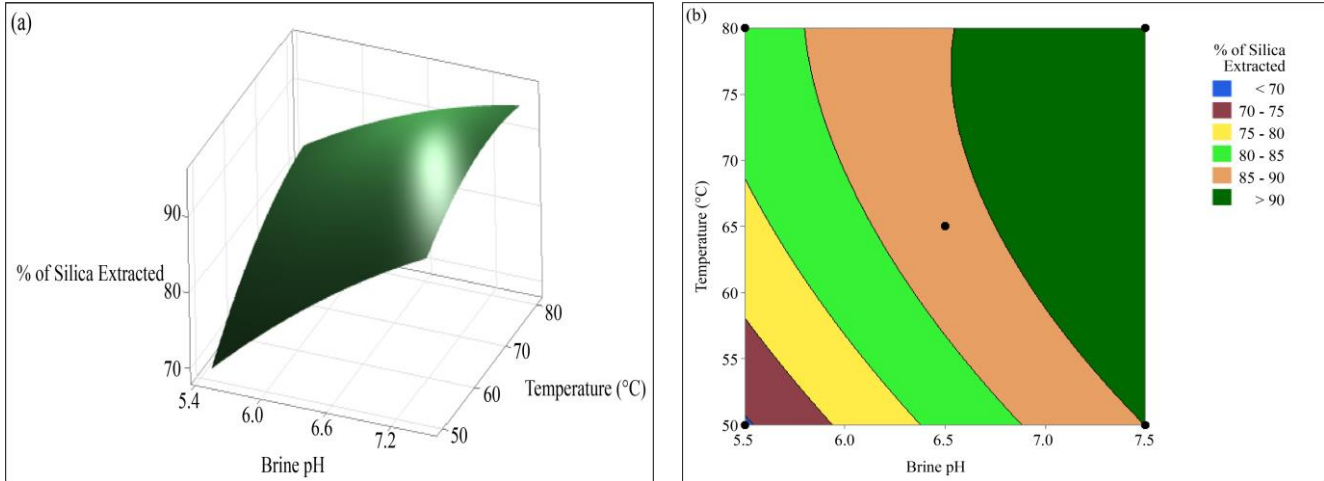 (a)
90
% of Silica Extracted
80
70
5.4
6.0
6.6
7.2
Brine pH
50
60
70
80
Temperature (°C)
(b)
80
75
70
65
60
55
50
Temperature (°C)
5.5
6.0
6.5
7.0
7.5
Brine pH
% of Silica
Extracted
< 70
70 - 75
75 - 80
80 - 85
85 - 90
> 90